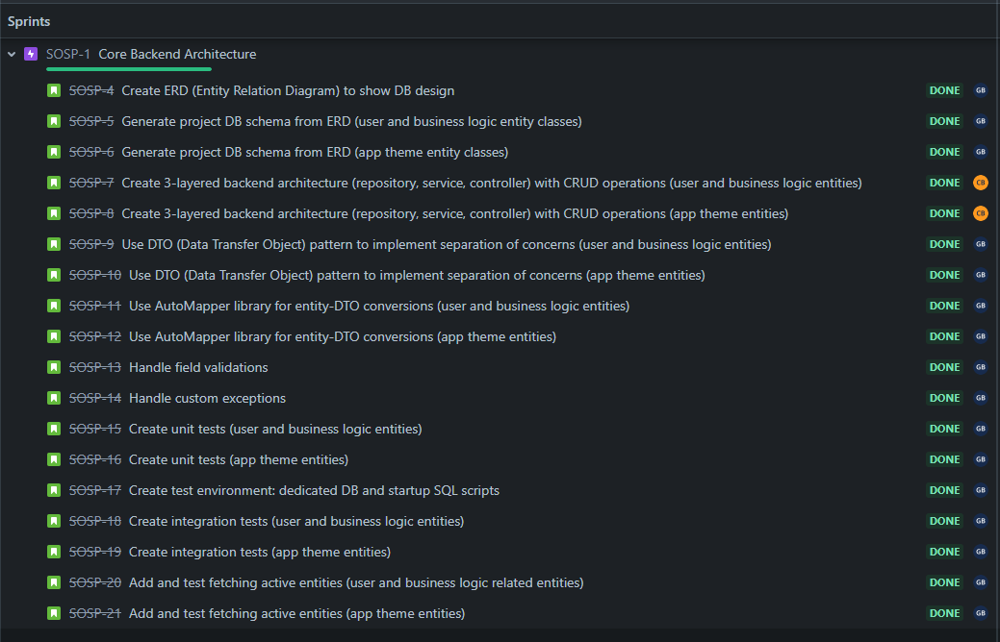 Sprints
SOSP-1 Core Backend Architecture
SOSP-4 Create ERD (Entity Relation Diagram) to show DB design DONE GB
SOSP-5 Generate project DB schema from ERD (user and business logic entity classes) DONE GB
SOSP-6 Generate project DB schema from ERD (app theme entity classes) DONE GB
SOSP-7 Create 3-layered backend architecture (repository, service, controller) with CRUD operations (user and business logic entities) DONE CB
SOSP-8 Create 3-layered backend architecture (repository, service, controller) with CRUD operations (app theme entities) DONE CB
SOSP-9 Use DTO (Data Transfer Object) pattern to implement separation of concerns (user and business logic entities) DONE GB
SOSP-10 Use DTO (Data Transfer Object) pattern to implement separation of concerns (app theme entities) DONE GB
SOSP-11 Use AutoMapper library for entity-DTO conversions (user and business logic entities) DONE GB
SOSP-12 Use AutoMapper library for entity-DTO conversions (app theme entities) DONE GB
SOSP-13 Handle field validations DONE GB
SOSP-14 Handle custom exceptions DONE GB
SOSP-15 Create unit tests (user and business logic entities) DONE GB
SOSP-16 Create unit tests (app theme entities) DONE GB
SOSP-17 Create test environment: dedicated DB and startup SQL scripts DONE GB
SOSP-18 Create integration tests (user and business logic entities) DONE GB
SOSP-19 Create integration tests (app theme entities) DONE GB
SOSP-20 Add and test fetching active entities (user and business logic related entities) DONE GB
SOSP-21 Add and test fetching active entities (app theme entities) DONE GB